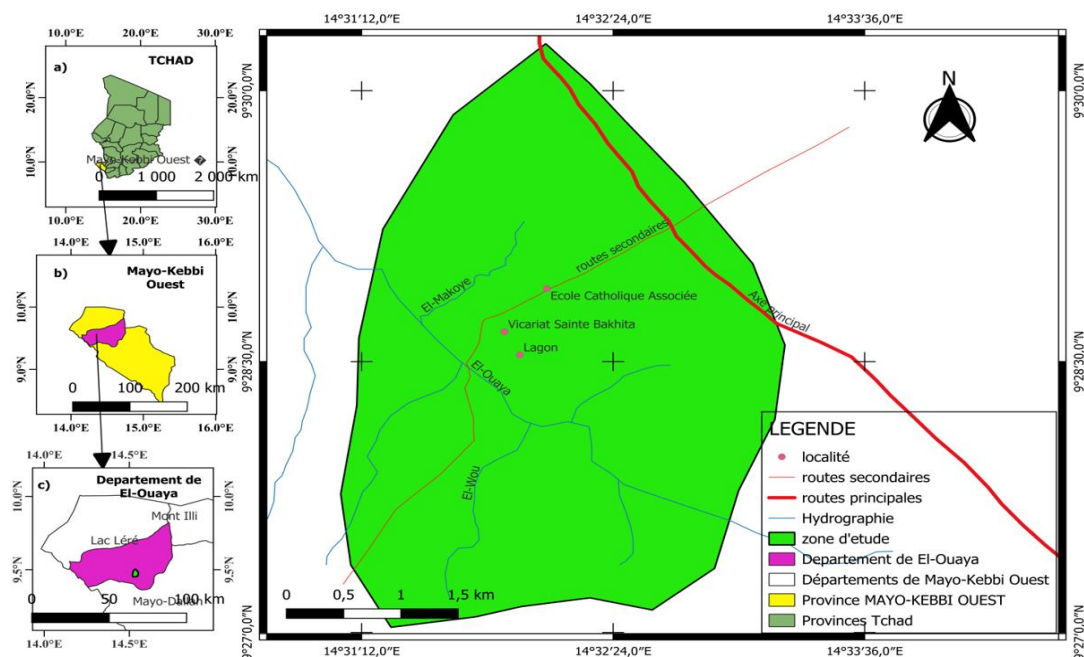 10.0°E 20.0°E 30.0°E
a) TCHAD
20.0°N
20.0°N
10.0°N
10.0°N
Mayo-Kebbi Ouest �
0 1 000 2 000 km
10.0°E 20.0°E 30.0°E
14.0°E 15.0°E 16.0°E
b) Mayo-Kebbi
Ouest
10.0°N
10.0°N
9.0°N
9.0°N
0 100 200 km
14.0°E 15.0°E 16.0°E
14.0°E 14.5°E
c) Departement de
El-Ouaya
10.0°N
10.0°N
Mont Illi
Lac Léré
9.5°N
9.5°N
Mayo-Dallah
0 50 100 km
14.0°E 14.5°E
14°31'12,0"E 14°32'24,0"E 14°33'36,0"E
9°30'0,0"N
9°30'0,0"N
N
routes secondaires
El-Makoye
Ecole Catholique Associée
Axe principal
Vicariat Sainte Bakhita
Lagon
9°28'30,0"N
9°28'30,0"N
El-Ouaya
El-Wou
LEGENDE
localité
routes secondaires
routes principales
Hydrographie
zone d'etude
Departement de El-Ouaya
Départements de Mayo-Kebbi Ouest
Province MAYO-KEBBI OUEST
Provinces Tchad
0 0,5 1 1,5 km
9°27'0,0"N
9°27'0,0"N
14°31'12,0"E 14°32'24,0"E 14°33'36,0"E